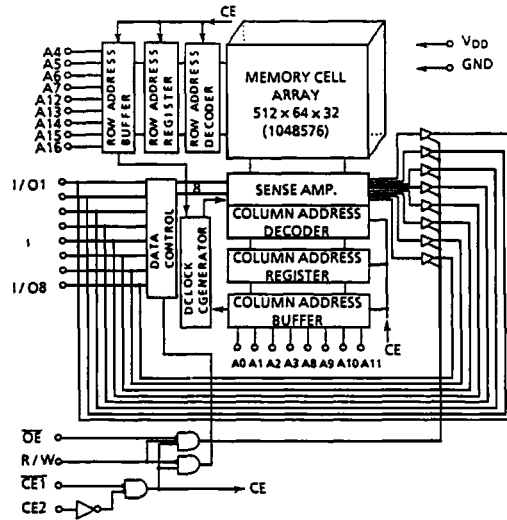 CE
A4
A5
A6
A7
A12
A13
A14
A15
A16
ROW ADDRESS BUFFER
ROW ADDRESS REGISTER
ROW ADDRESS DECODER
MEMORY CELL
ARRAY
512 x 64 x 32
(1048576)
VDD
GND
I/O1
I/O8
DATA CONTROL
8
DCLOCK CGENERATOR
SENSE AMP.
COLUMN ADDRESS
DECODER
COLUMN ADDRESS
REGISTER
COLUMN ADDRESS
BUFFER
CE
A0 A1 A2 A3 A8 A9 A10 A11
OE
R/W
CE1
CE2
CE